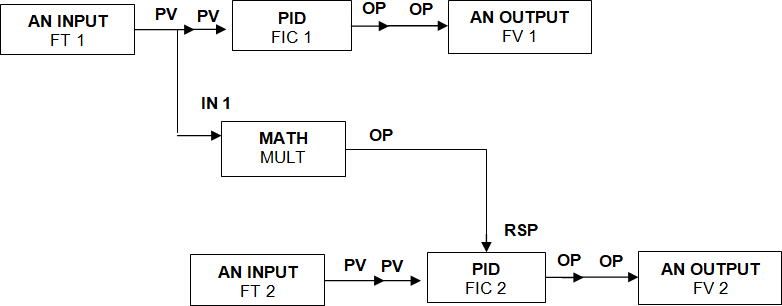 AN INPUT
FT 1
PV
PV
PID
FIC 1
OP
OP
AN OUTPUT
FV 1
IN 1
MATH
MULT
OP
RSP
AN INPUT
FT 2
PV
PV
PID
FIC 2
OP
OP
AN OUTPUT
FV 2